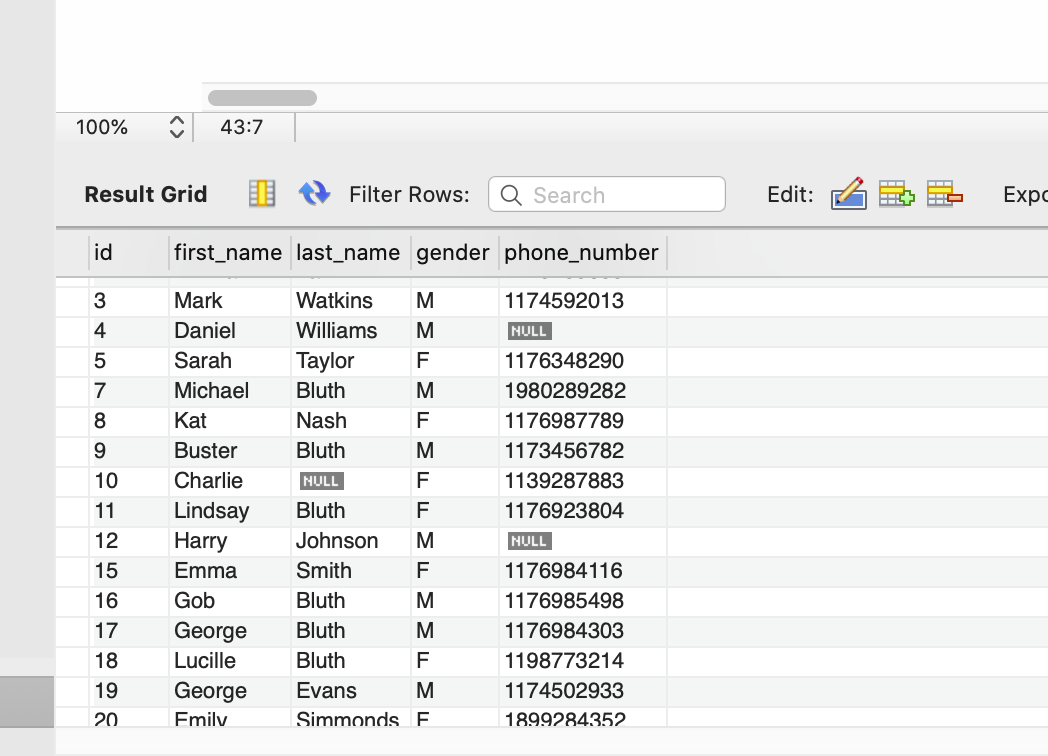 100% 43:7
Result Grid Filter Rows: Search Edit: Expo
id first_name last_name gender phone_number
3 Mark Watkins M 1174592013
4 Daniel Williams M NULL
5 Sarah Taylor F 1176348290
7 Michael Bluth M 1980289282
8 Kat Nash F 1176987789
9 Buster Bluth M 1173456782
10 Charlie NULL F 1139287883
11 Lindsay Bluth F 1176923804
12 Harry Johnson M NULL
15 Emma Smith F 1176984116
16 Gob Bluth M 1176985498
17 George Bluth M 1176984303
18 Lucille Bluth F 1198773214
19 George Evans M 1174502933
20 Emily Simmonds F 1899284352